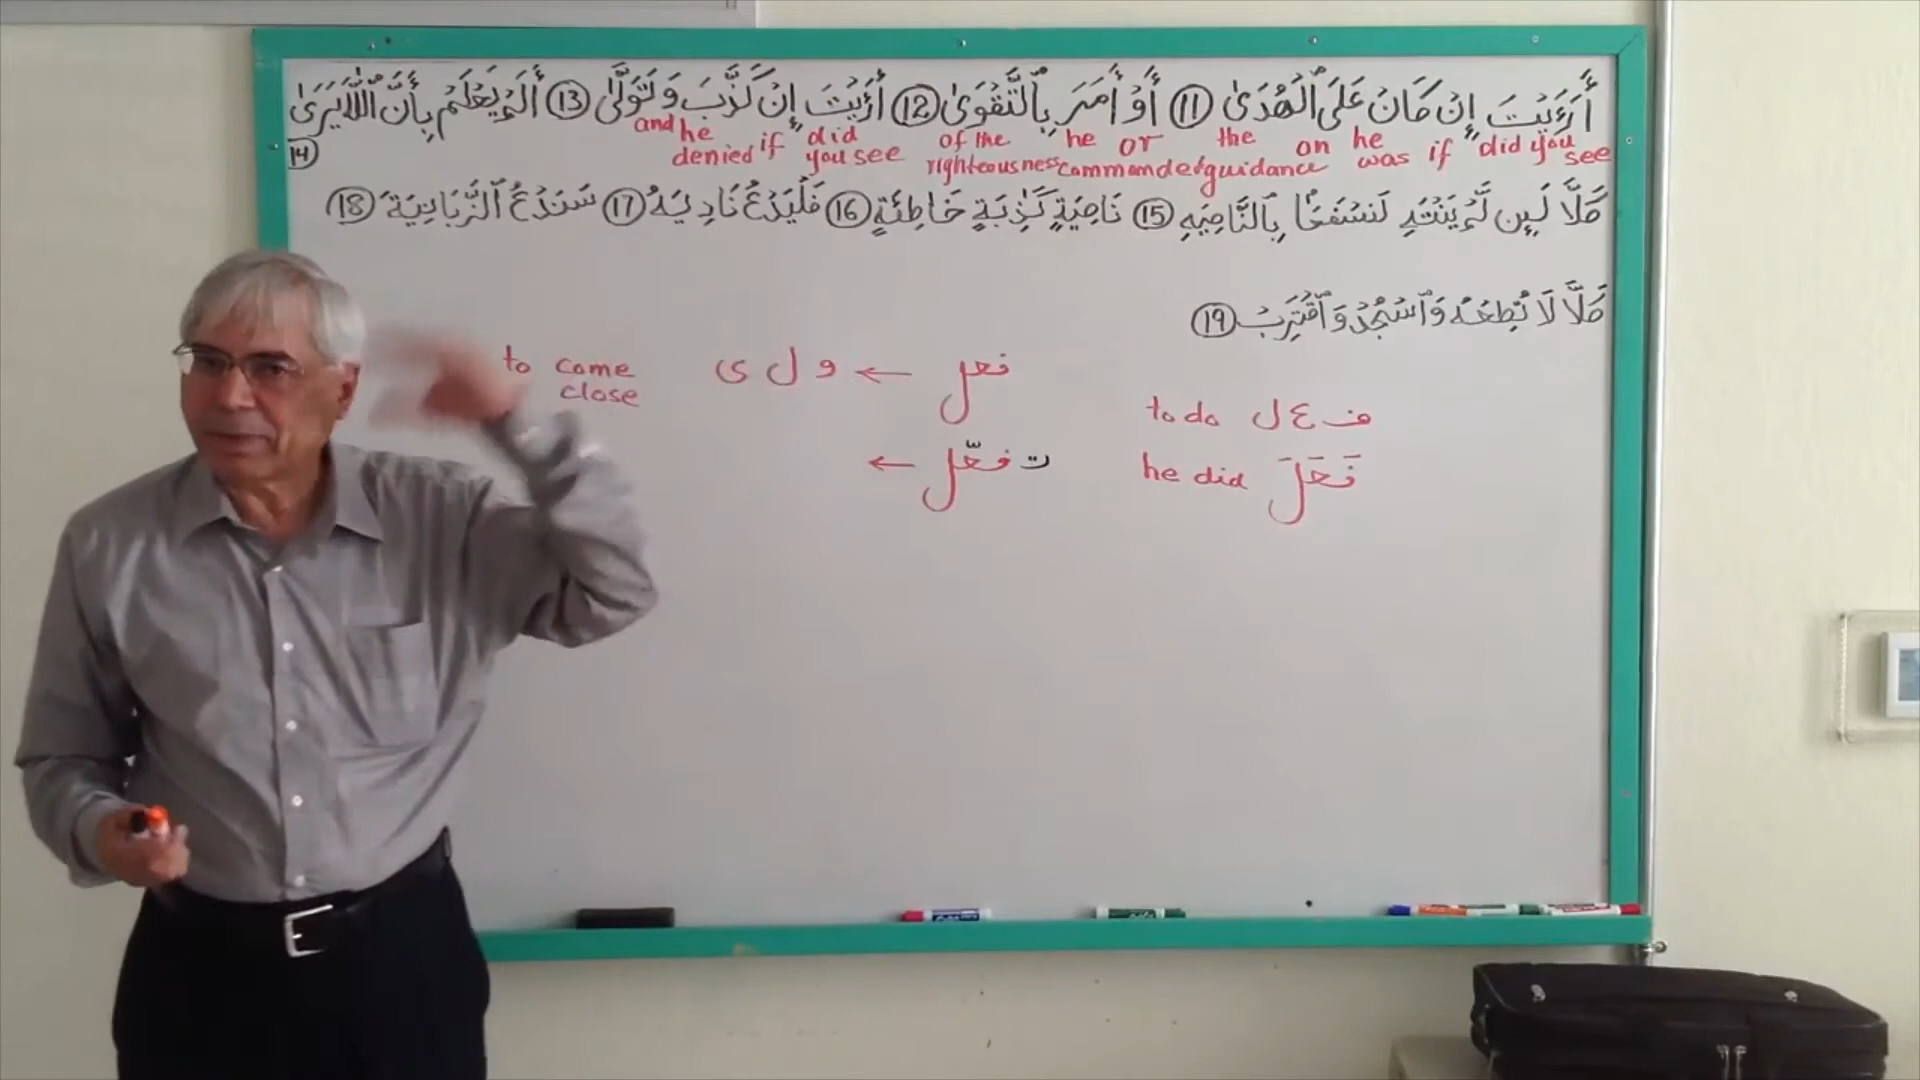 أَرَءَيۡتَ إِن كَانَ عَلَى ٱلۡهُدَىٰٓ ⑪ أَوۡ أَمَرَ بِٱلتَّقۡوَىٰٓ ⑫ أَرَءَيۡتَ إِن كَذَّبَ وَتَوَلَّىٰٓ ⑬ أَلَمۡ يَعۡلَم بِأَنَّ ٱللَّهَ يَرَىٰ
and he denied if "did you see of the righteousness he commanded or the guidance on he was if "did you see
⑭
كَلَّا لَئِن لَّمۡ يَنتَهِ لَنَسۡفَعَۢا بِٱلنَّاصِيَةِ ⑮ نَاصِيَةٖ كَٰذِبَةٍ خَاطِئَةٖ ⑯ فَلۡيَدۡعُ نَادِيَهُۥ ⑰ سَنَدۡعُ ٱلزَّبَانِيَةَ ⑱
كَلَّا لَا تُطِعۡهُ وَٱسۡجُدۡ وَٱقۡتَرِب ⑲
فعل ← و ل ى to come close
ف ع ل to do
ت فعّل ←
فَعَلَ he did